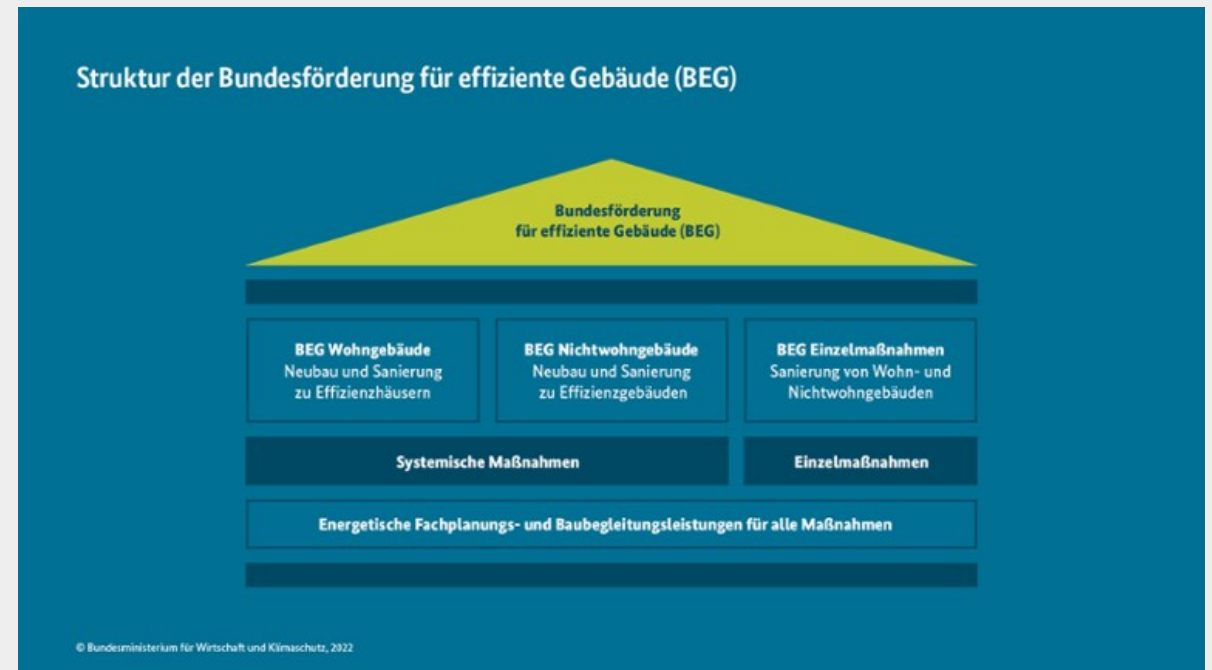 Struktur der Bundesförderung für effiziente Gebäude (BEG)
Bundesförderung
für effiziente Gebäude (BEG)
BEG Wohngebäude
Neubau und Sanierung
zu Effizienzhäusern
BEG Nichtwohngebäude
Neubau und Sanierung
zu Effizienzgebäuden
BEG Einzelmaßnahmen
Sanierung von Wohn- und
Nichtwohngebäuden
Systemische Maßnahmen
Einzelmaßnahmen
Energetische Fachplanungs- und Baubegleitungsleistungen für alle Maßnahmen
© Bundesministerium für Wirtschaft und Klimaschutz, 2022